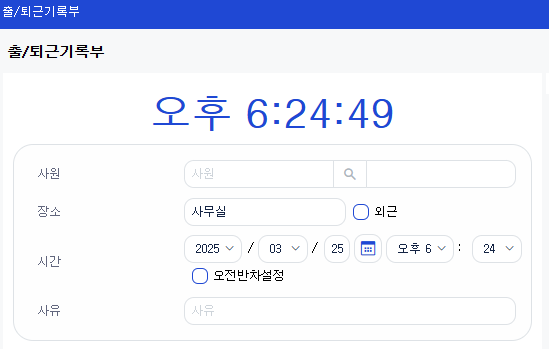 출/퇴근기록부
출/퇴근기록부
오후 6:24:49
사원 사원
장소 사무실 외근
시간 2025 / 03 / 25 오후 6 : 24
오전반차설정
사유 사유